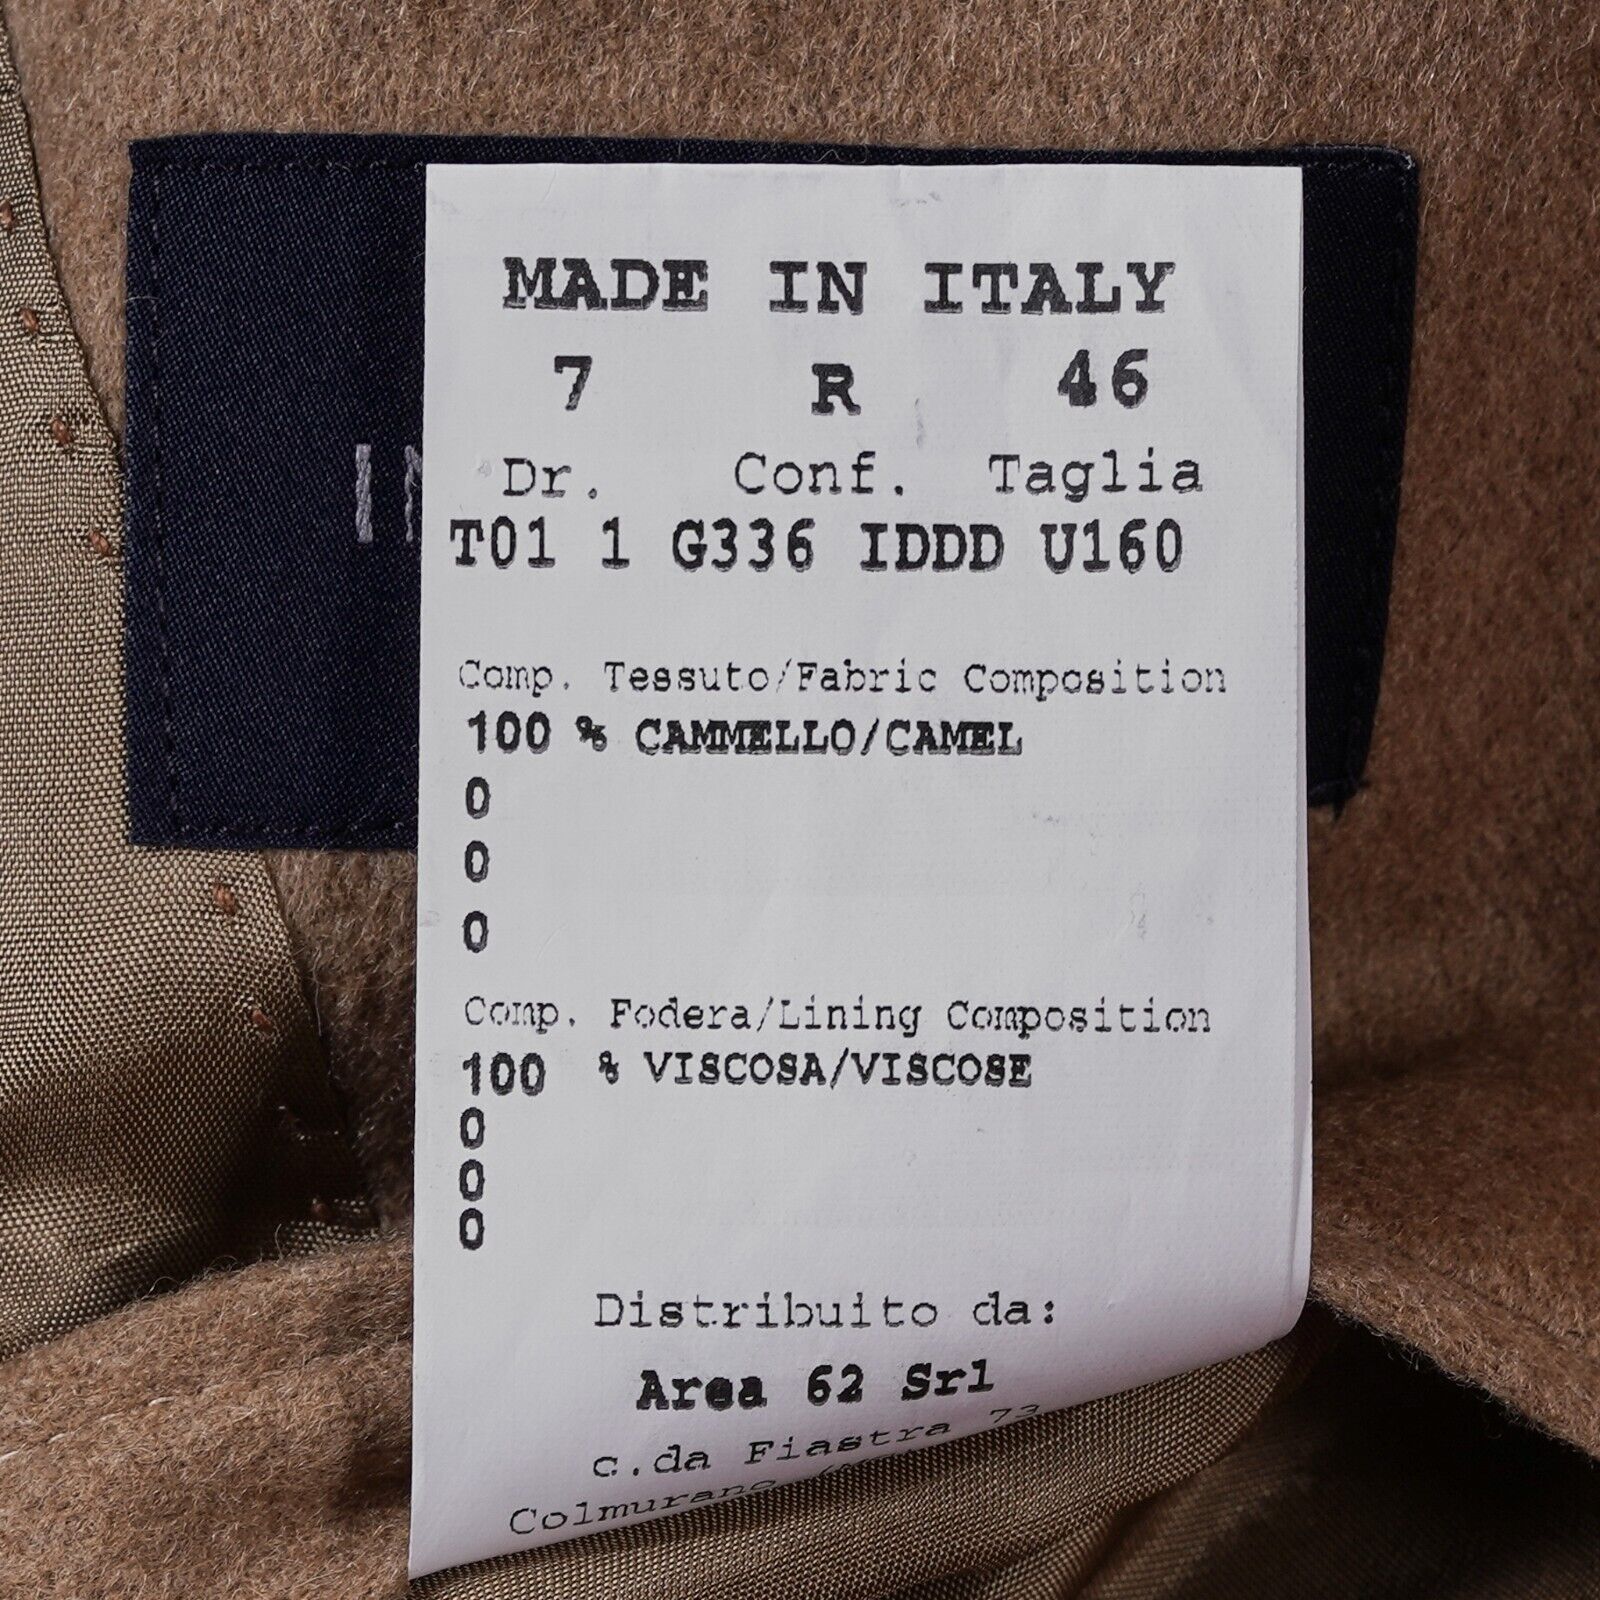 MADE IN ITALY
7 R 46
Dr. Conf. Taglia
T01 1 G336 IDDD U160
Comp. Tessuto/Fabric Composition
100 % CAMMELLO/CAMEL
0
0
0
Comp. Fodera/Lining Composition
100 % VISCOSA/VISCOSE
0
0
0
Distribuito da:
Area 62 Srl
c.da Fiastra 73
Colmurano